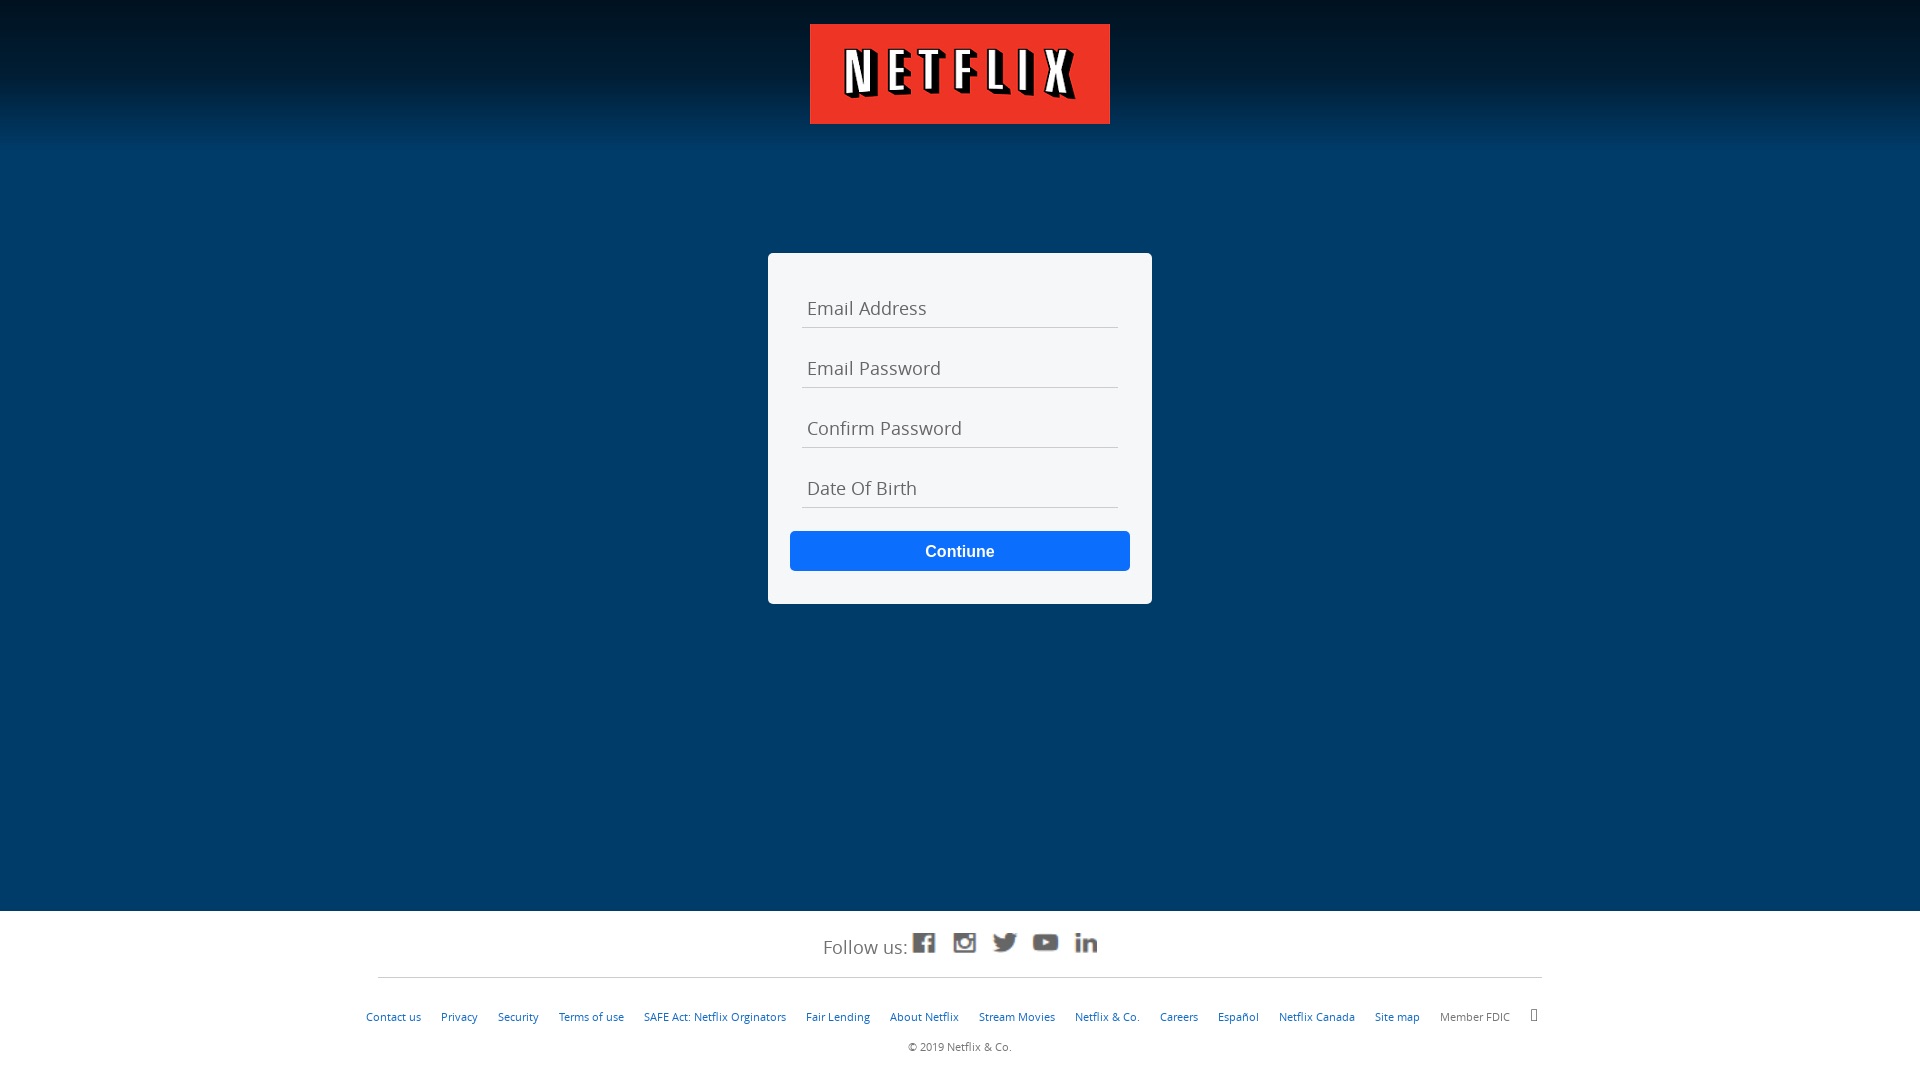 NETFLIX
Email Address
Email Password
Confirm Password
Date Of Birth
Contiune
Follow us:
Contact us Privacy Security Terms of use SAFE Act: Netflix Orginators Fair Lending About Netflix Stream Movies Netflix & Co. Careers Español Netflix Canada Site map Member FDIC
© 2019 Netflix & Co.